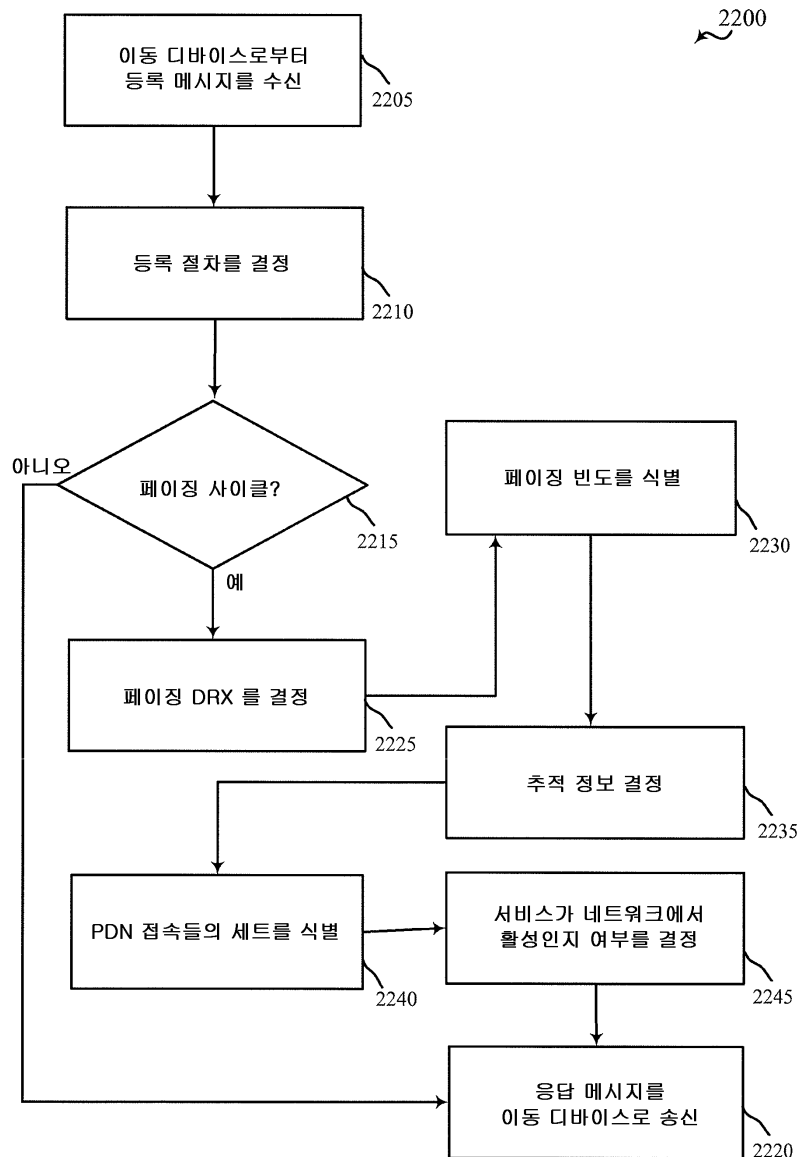 2200
이동 디바이스로부터
등록 메시지를 수신
2205
등록 절차를 결정
2210
페이징 사이클?
2215
아니오
예
페이징 DRX 를 결정
2225
페이징 빈도를 식별
2230
추적 정보 결정
2235
PDN 접속들의 세트를 식별
2240
서비스가 네트워크에서
활성인지 여부를 결정
2245
응답 메시지를
이동 디바이스로 송신
2220